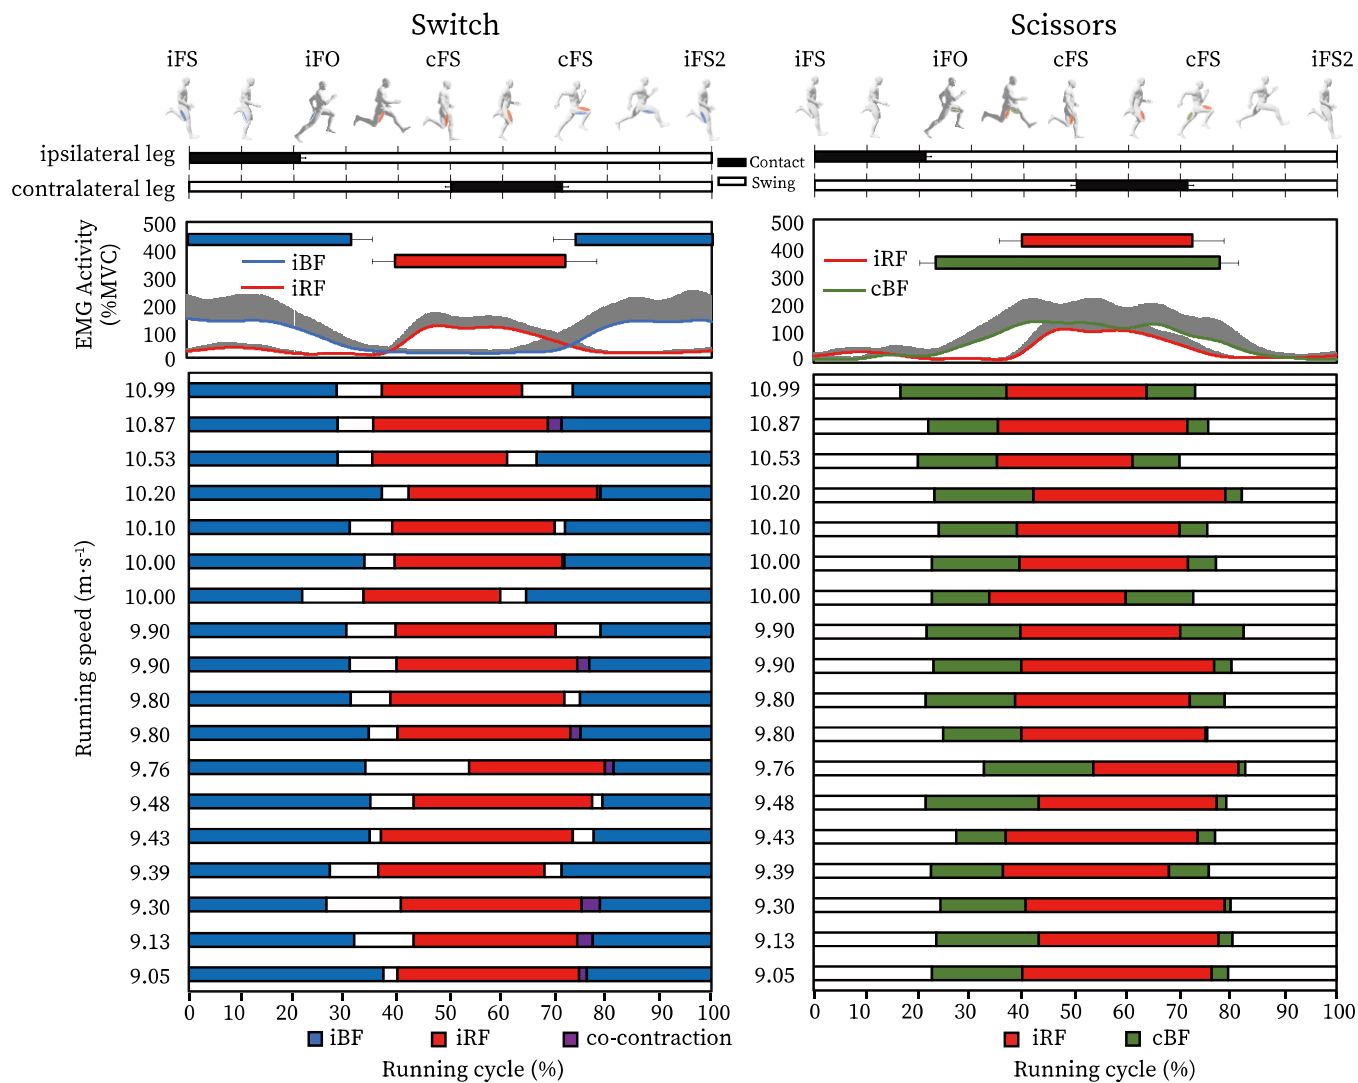 Switch
Scissors
iFS iFO cFS cFS iFS2
iFS iFO cFS cFS iFS2
ipsilateral leg
contralateral leg
Contact
Swing
EMG Activity
(%MVC)
500
400
300
200
100
0
iBF
iRF
500
400
300
200
100
0
iRF
cBF
Running speed (m·s⁻¹)
10.99
10.87
10.53
10.20
10.10
10.00
10.00
9.90
9.90
9.80
9.80
9.76
9.48
9.43
9.39
9.30
9.13
9.05
0 10 20 30 40 50 60 70 80 90 100
iBF iRF co-contraction
Running cycle (%)
10.99
10.87
10.53
10.20
10.10
10.00
10.00
9.90
9.90
9.80
9.80
9.76
9.48
9.43
9.39
9.30
9.13
9.05
0 10 20 30 40 50 60 70 80 90 100
iRF cBF
Running cycle (%)